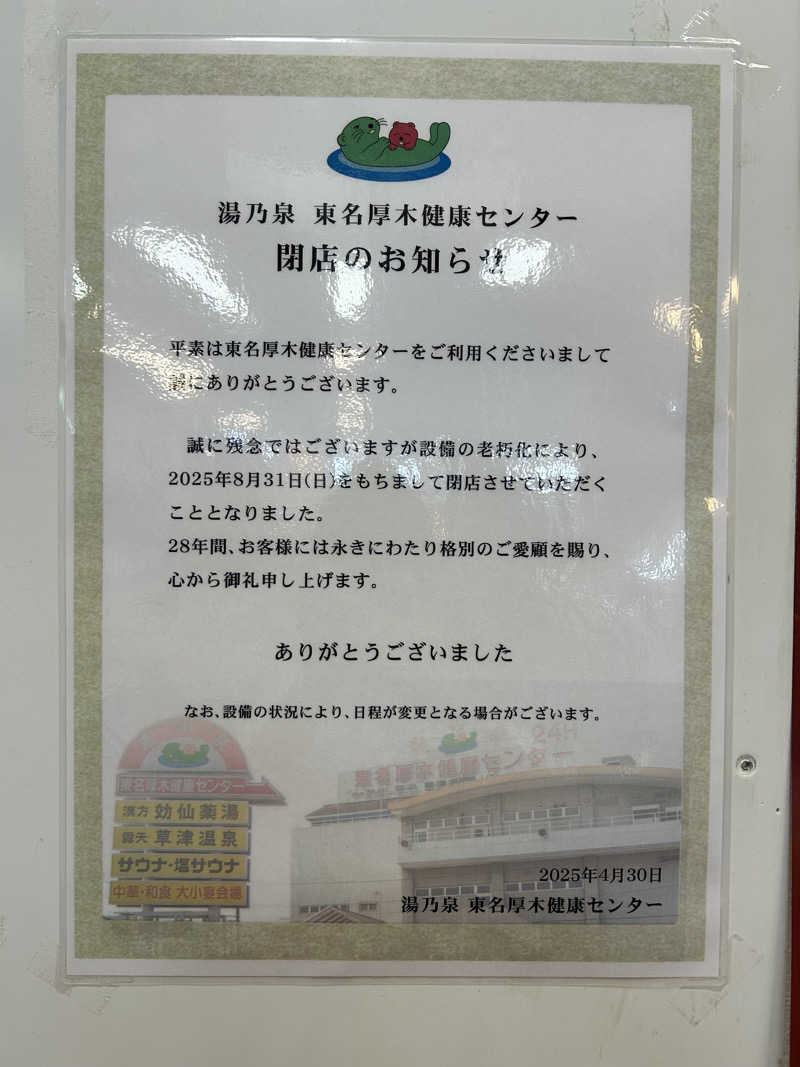 湯乃泉 東名厚木健康センター
閉店のお知らせ
平素は東名厚木健康センターをご利用くださいまして
誠にありがとうございます。
誠に残念ではございますが設備の老朽化により、
2025年8月31日(日)をもちまして閉店させていただく
こととなりました。
28年間、お客様には永きにわたり格別のご愛顧を賜り、
心から御礼申し上げます。
ありがとうございました
なお、設備の状況により、日程が変更となる場合がございます。
24H
東名厚木健康センター
東名厚木健康センター
漢方 効仙薬湯
露天 草津温泉
サウナ・塩サウナ
中華・和食 大小宴会場
2025年4月30日
湯乃泉 東名厚木健康センター